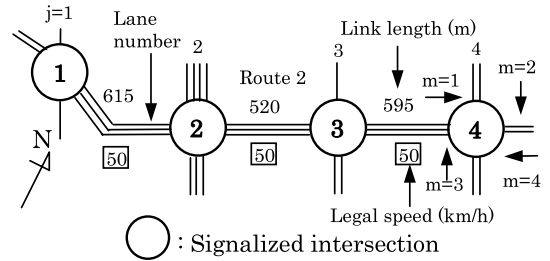 j=1
Lane
number
2
3
4
Link length (m)
Route 2
m=1
m=2
1
615
520
595
N
2
3
4
50
50
50
m=3
m=4
Legal speed (km/h)
: Signalized intersection